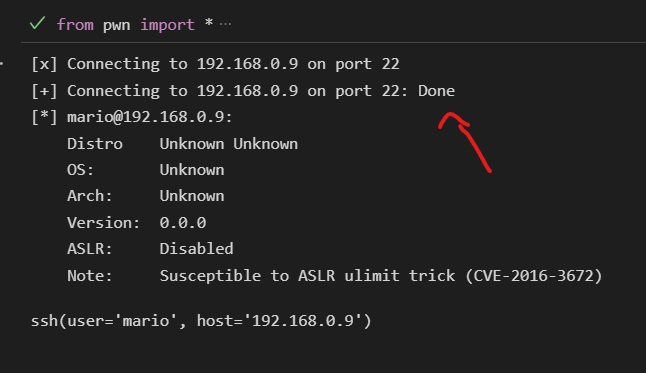 from pwn import * ...
[x] Connecting to 192.168.0.9 on port 22
[+] Connecting to 192.168.0.9 on port 22: Done
[*] mario@192.168.0.9:
    Distro    Unknown Unknown
    OS:       Unknown
    Arch:     Unknown
    Version:  0.0.0
    ASLR:     Disabled
    Note:     Susceptible to ASLR ulimit trick (CVE-2016-3672)
ssh(user='mario', host='192.168.0.9')